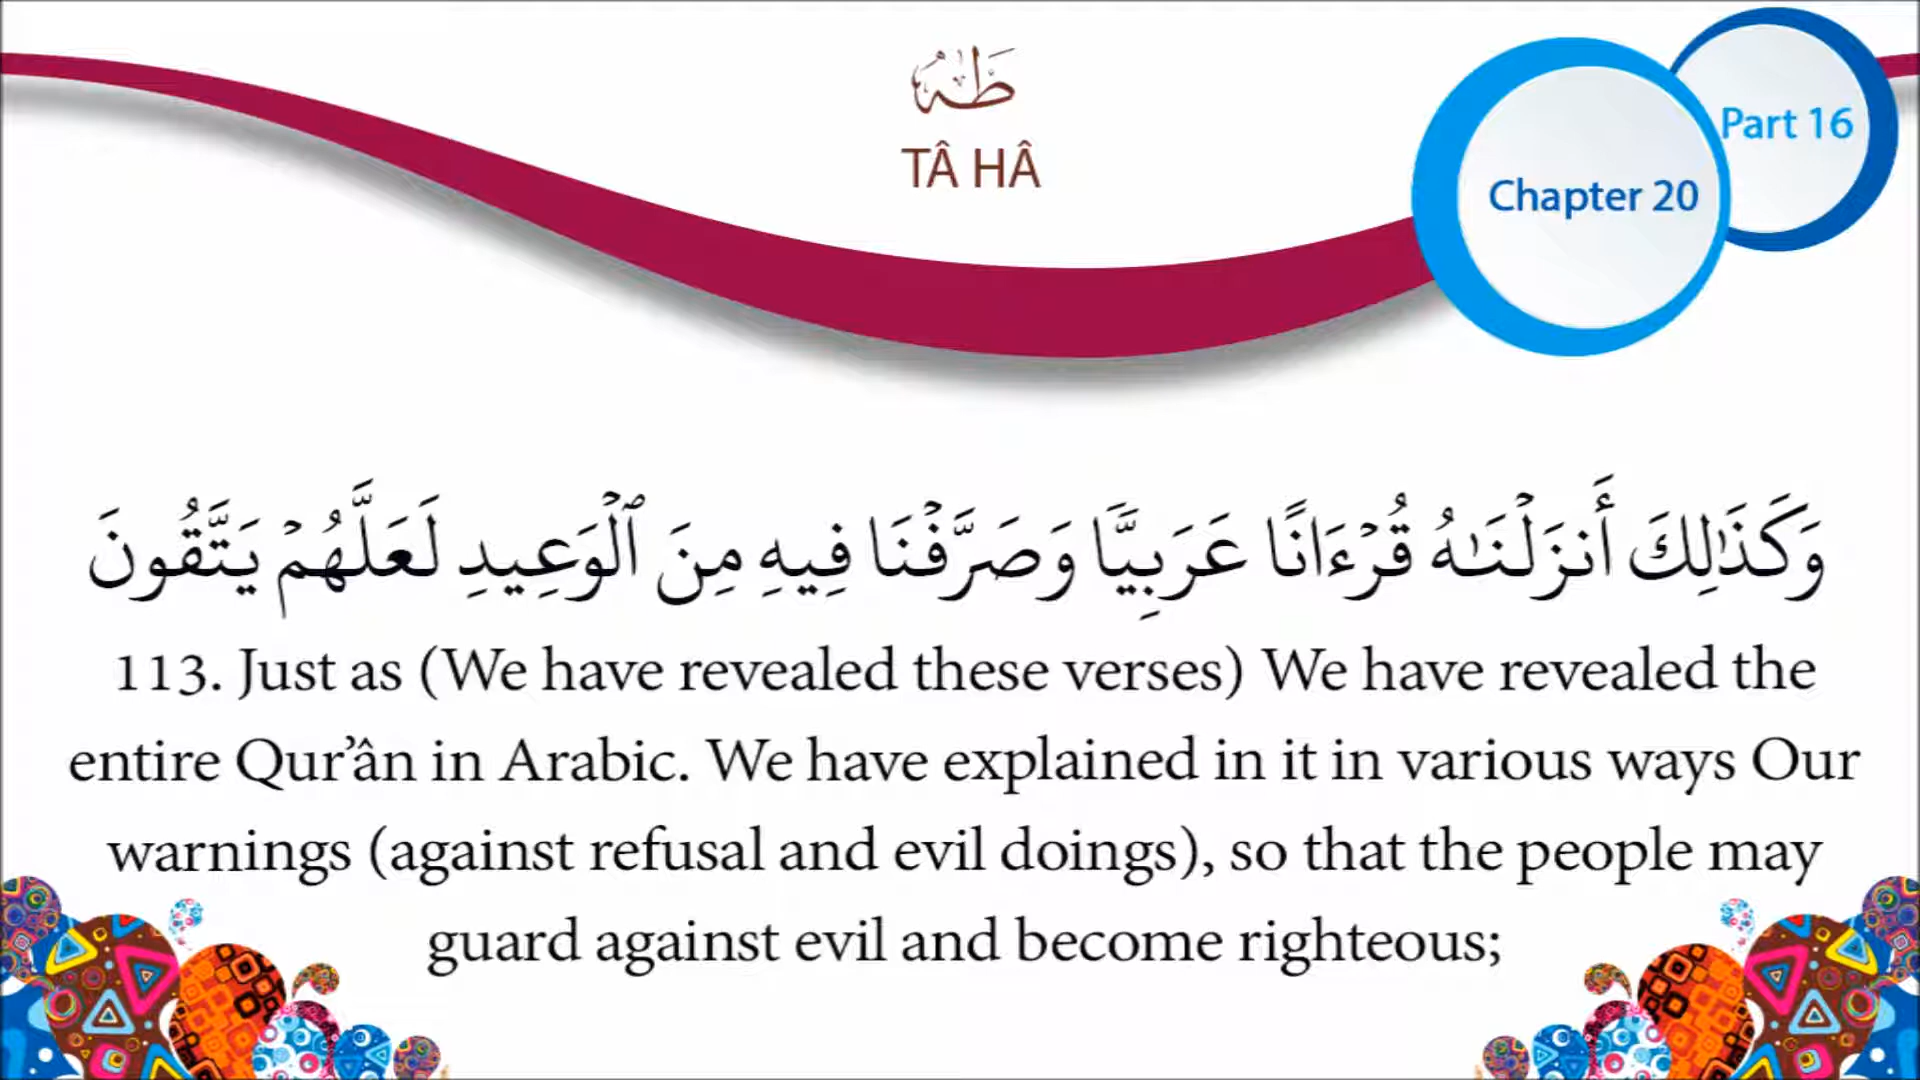 طه
TÂ HÂ
Part 16
Chapter 20
وَكَذَٰلِكَ أَنزَلْنَـٰهُ قُرْءَانًا عَرَبِيًّا وَصَرَّفْنَا فِيهِ مِنَ ٱلْوَعِيدِ لَعَلَّهُمْ يَتَّقُونَ
113. Just as (We have revealed these verses) We have revealed the
entire Qur’ân in Arabic. We have explained in it in various ways Our
warnings (against refusal and evil doings), so that the people may
guard against evil and become righteous;